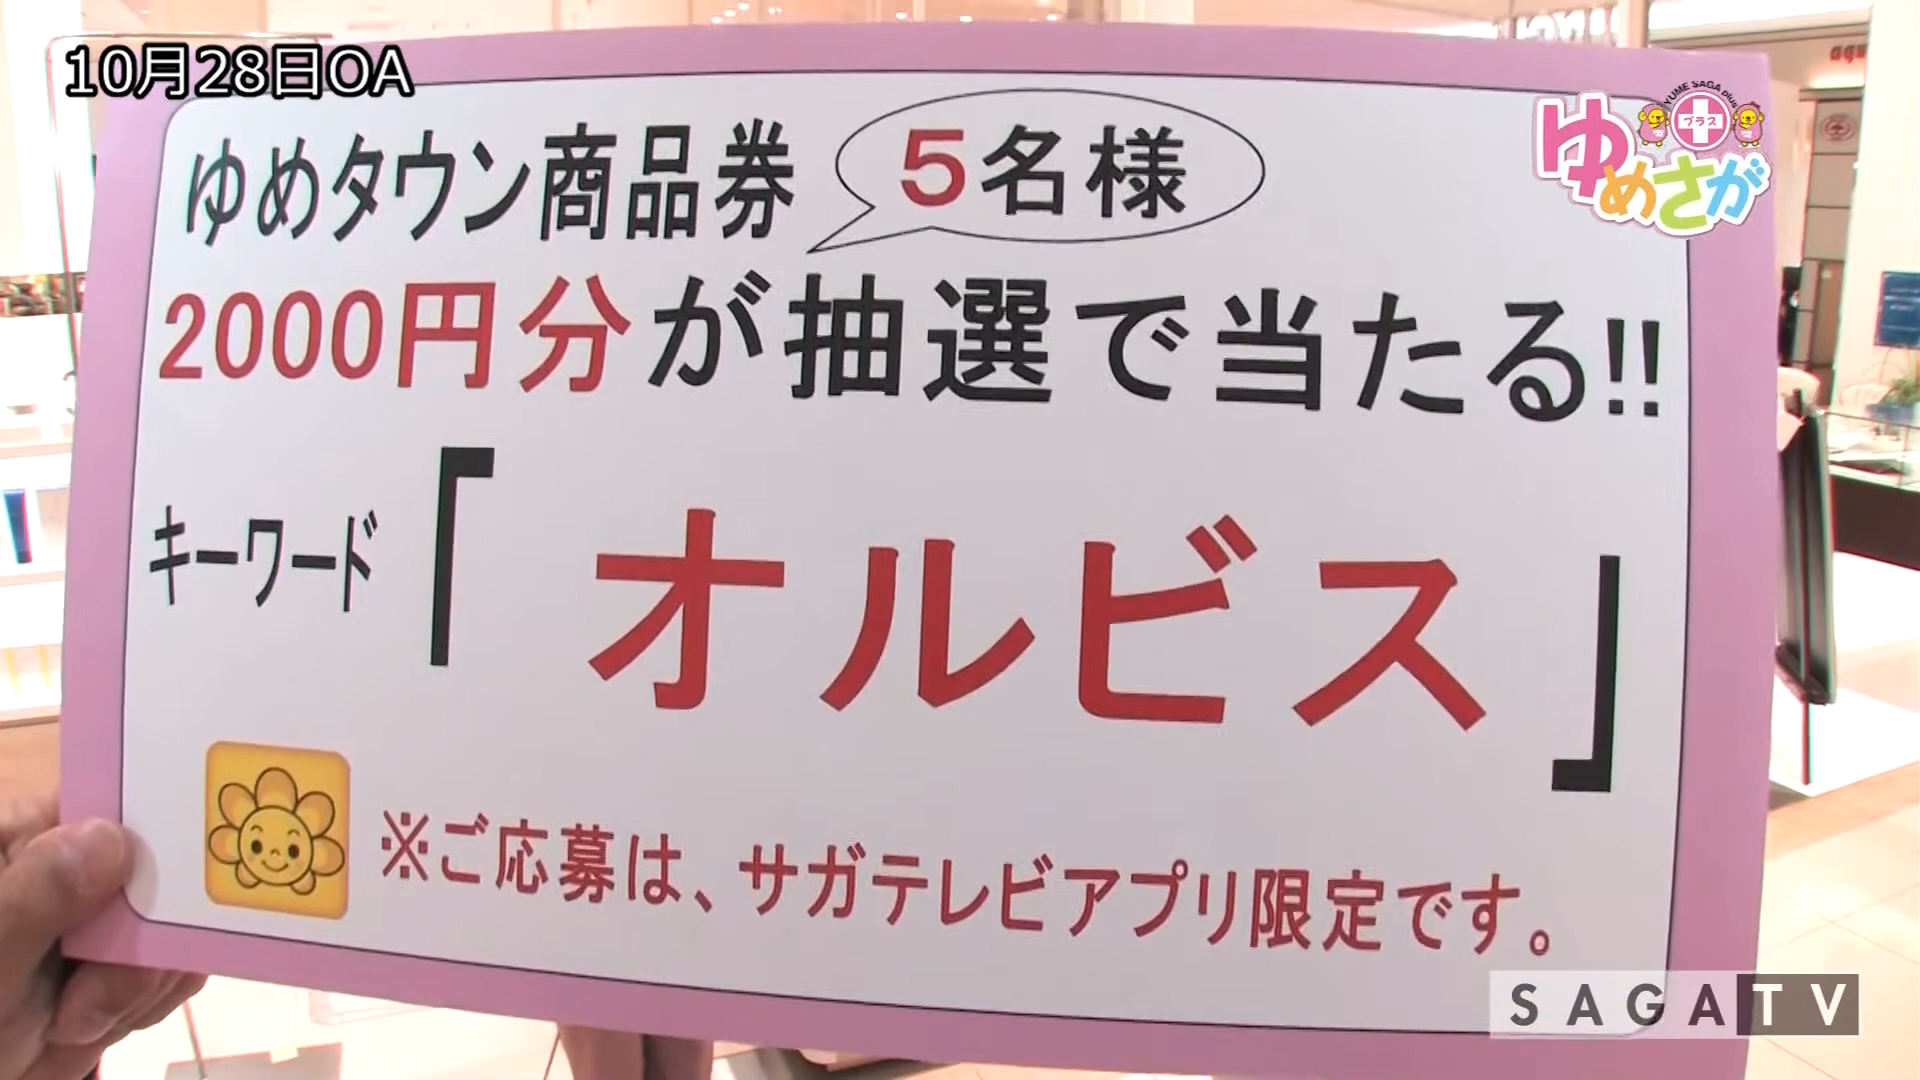 10月28日OA
YUME SAGA plus
プラス
ゆめさが
ゆめタウン商品券 5名様
2000円分が抽選で当たる!!
キーワード「オルビス」
※ご応募は、サガテレビアプリ限定です。
SAGATV